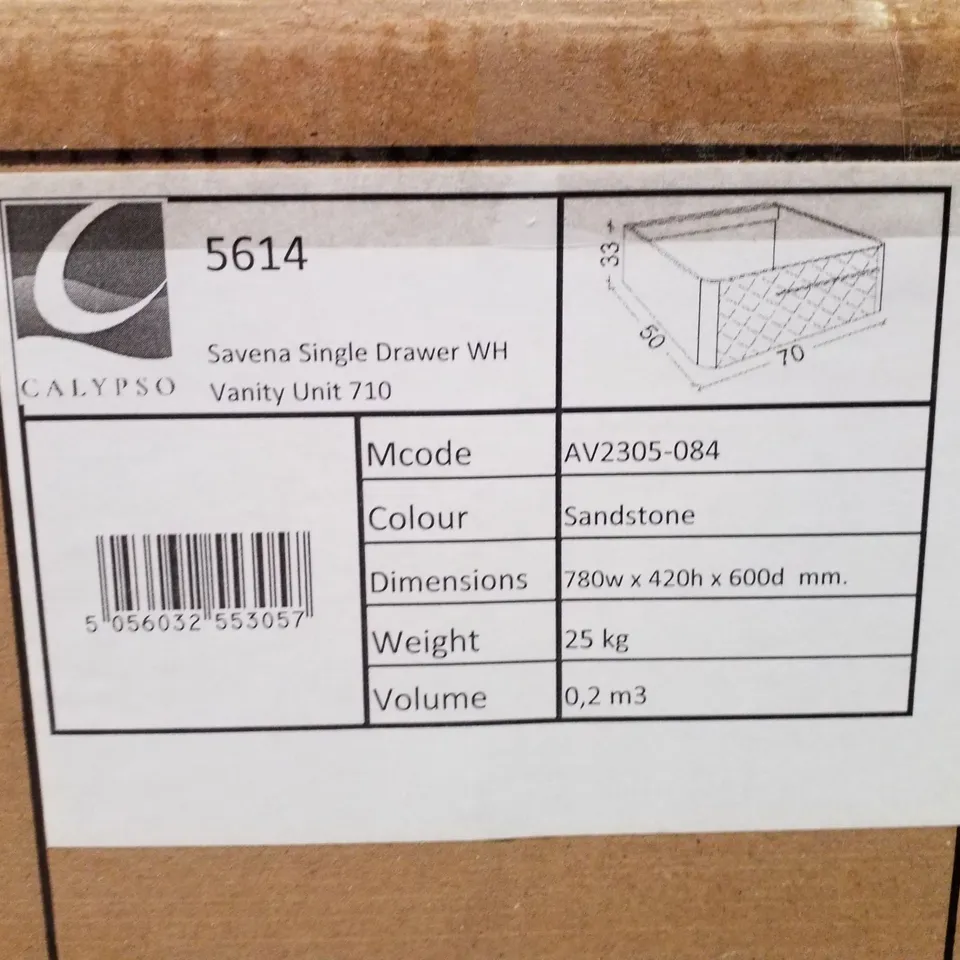 5614
Savena Single Drawer WH
Vanity Unit 710
CALYPSO
33
50
70
Mcode AV2305-084
Colour Sandstone
Dimensions 780w x 420h x 600d mm.
Weight 25 kg
Volume 0,2 m3
5 056032 553057